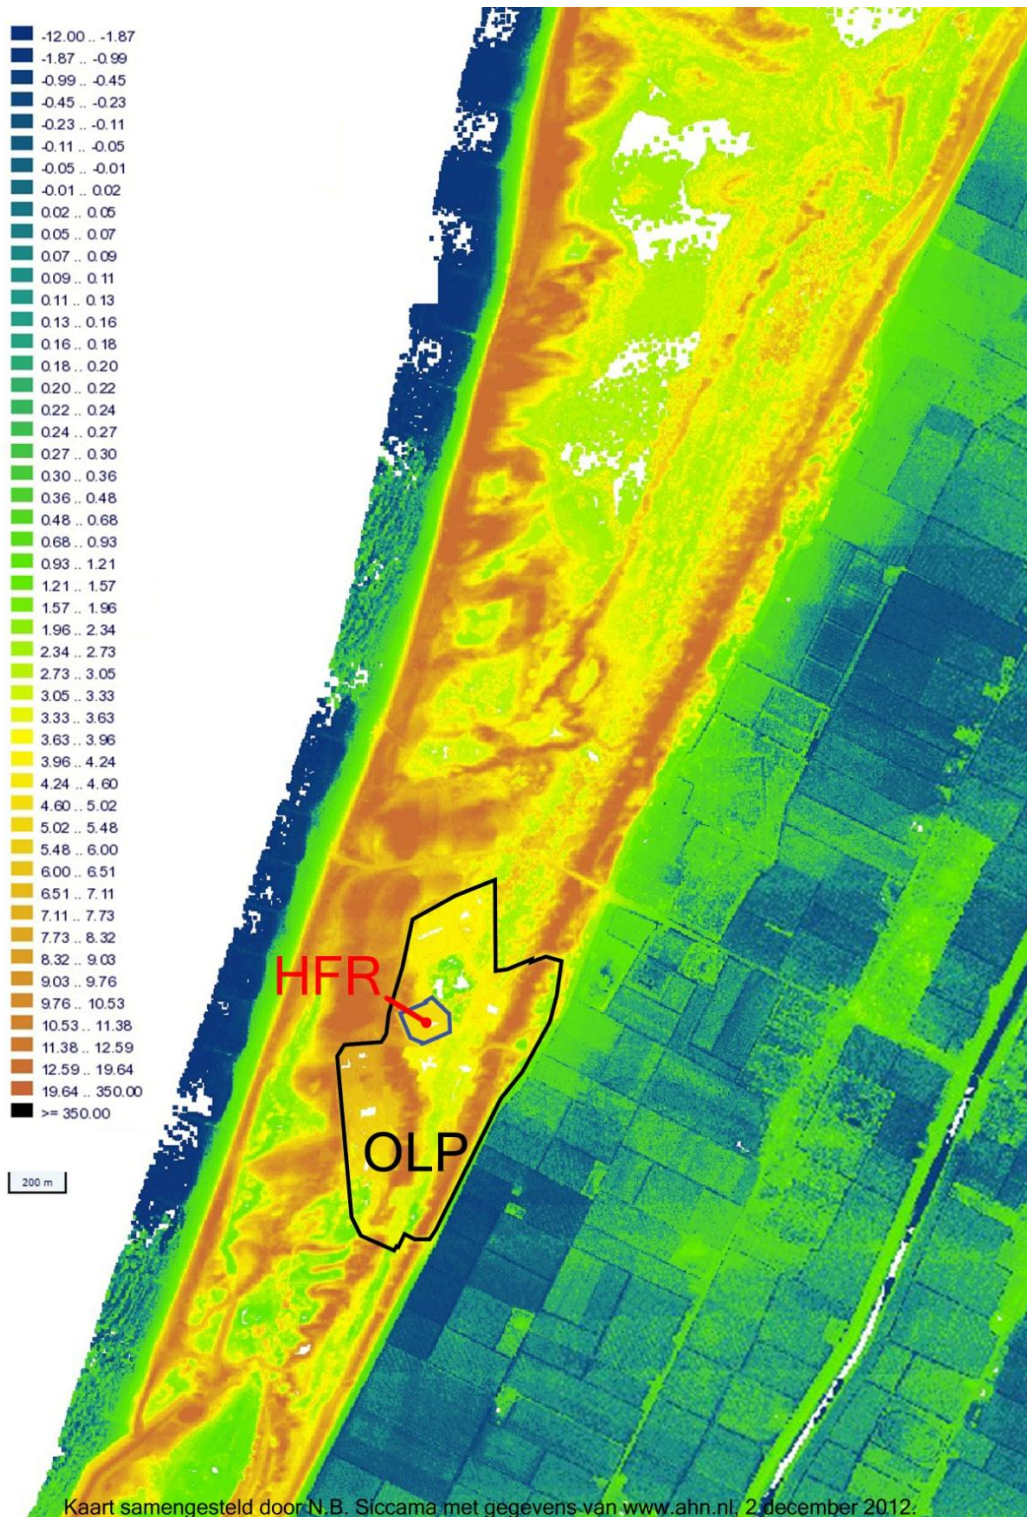 -12.00 .. -1.87
-1.87 .. -0.99
-0.99 .. -0.45
-0.45 .. -0.23
-0.23 .. -0.11
-0.11 .. -0.05
-0.05 .. -0.01
-0.01 .. 0.02
0.02 .. 0.05
0.05 .. 0.07
0.07 .. 0.09
0.09 .. 0.11
0.11 .. 0.13
0.13 .. 0.16
0.16 .. 0.18
0.18 .. 0.20
0.20 .. 0.22
0.22 .. 0.24
0.24 .. 0.27
0.27 .. 0.30
0.30 .. 0.36
0.36 .. 0.48
0.48 .. 0.68
0.68 .. 0.93
0.93 .. 1.21
1.21 .. 1.57
1.57 .. 1.96
1.96 .. 2.34
2.34 .. 2.73
2.73 .. 3.05
3.05 .. 3.33
3.33 .. 3.63
3.63 .. 3.96
3.96 .. 4.24
4.24 .. 4.60
4.60 .. 5.02
5.02 .. 5.48
5.48 .. 6.00
6.00 .. 6.51
6.51 .. 7.11
7.11 .. 7.73
7.73 .. 8.32
8.32 .. 9.03
9.03 .. 9.76
9.76 .. 10.53
10.53 .. 11.38
11.38 .. 12.59
12.59 .. 19.64
19.64 .. 350.00
>= 350.00
200 m
HFR
OLP
Kaart samengesteld door N.B. Siccama met gegevens van www.ahn.nl, 2 december 2012.